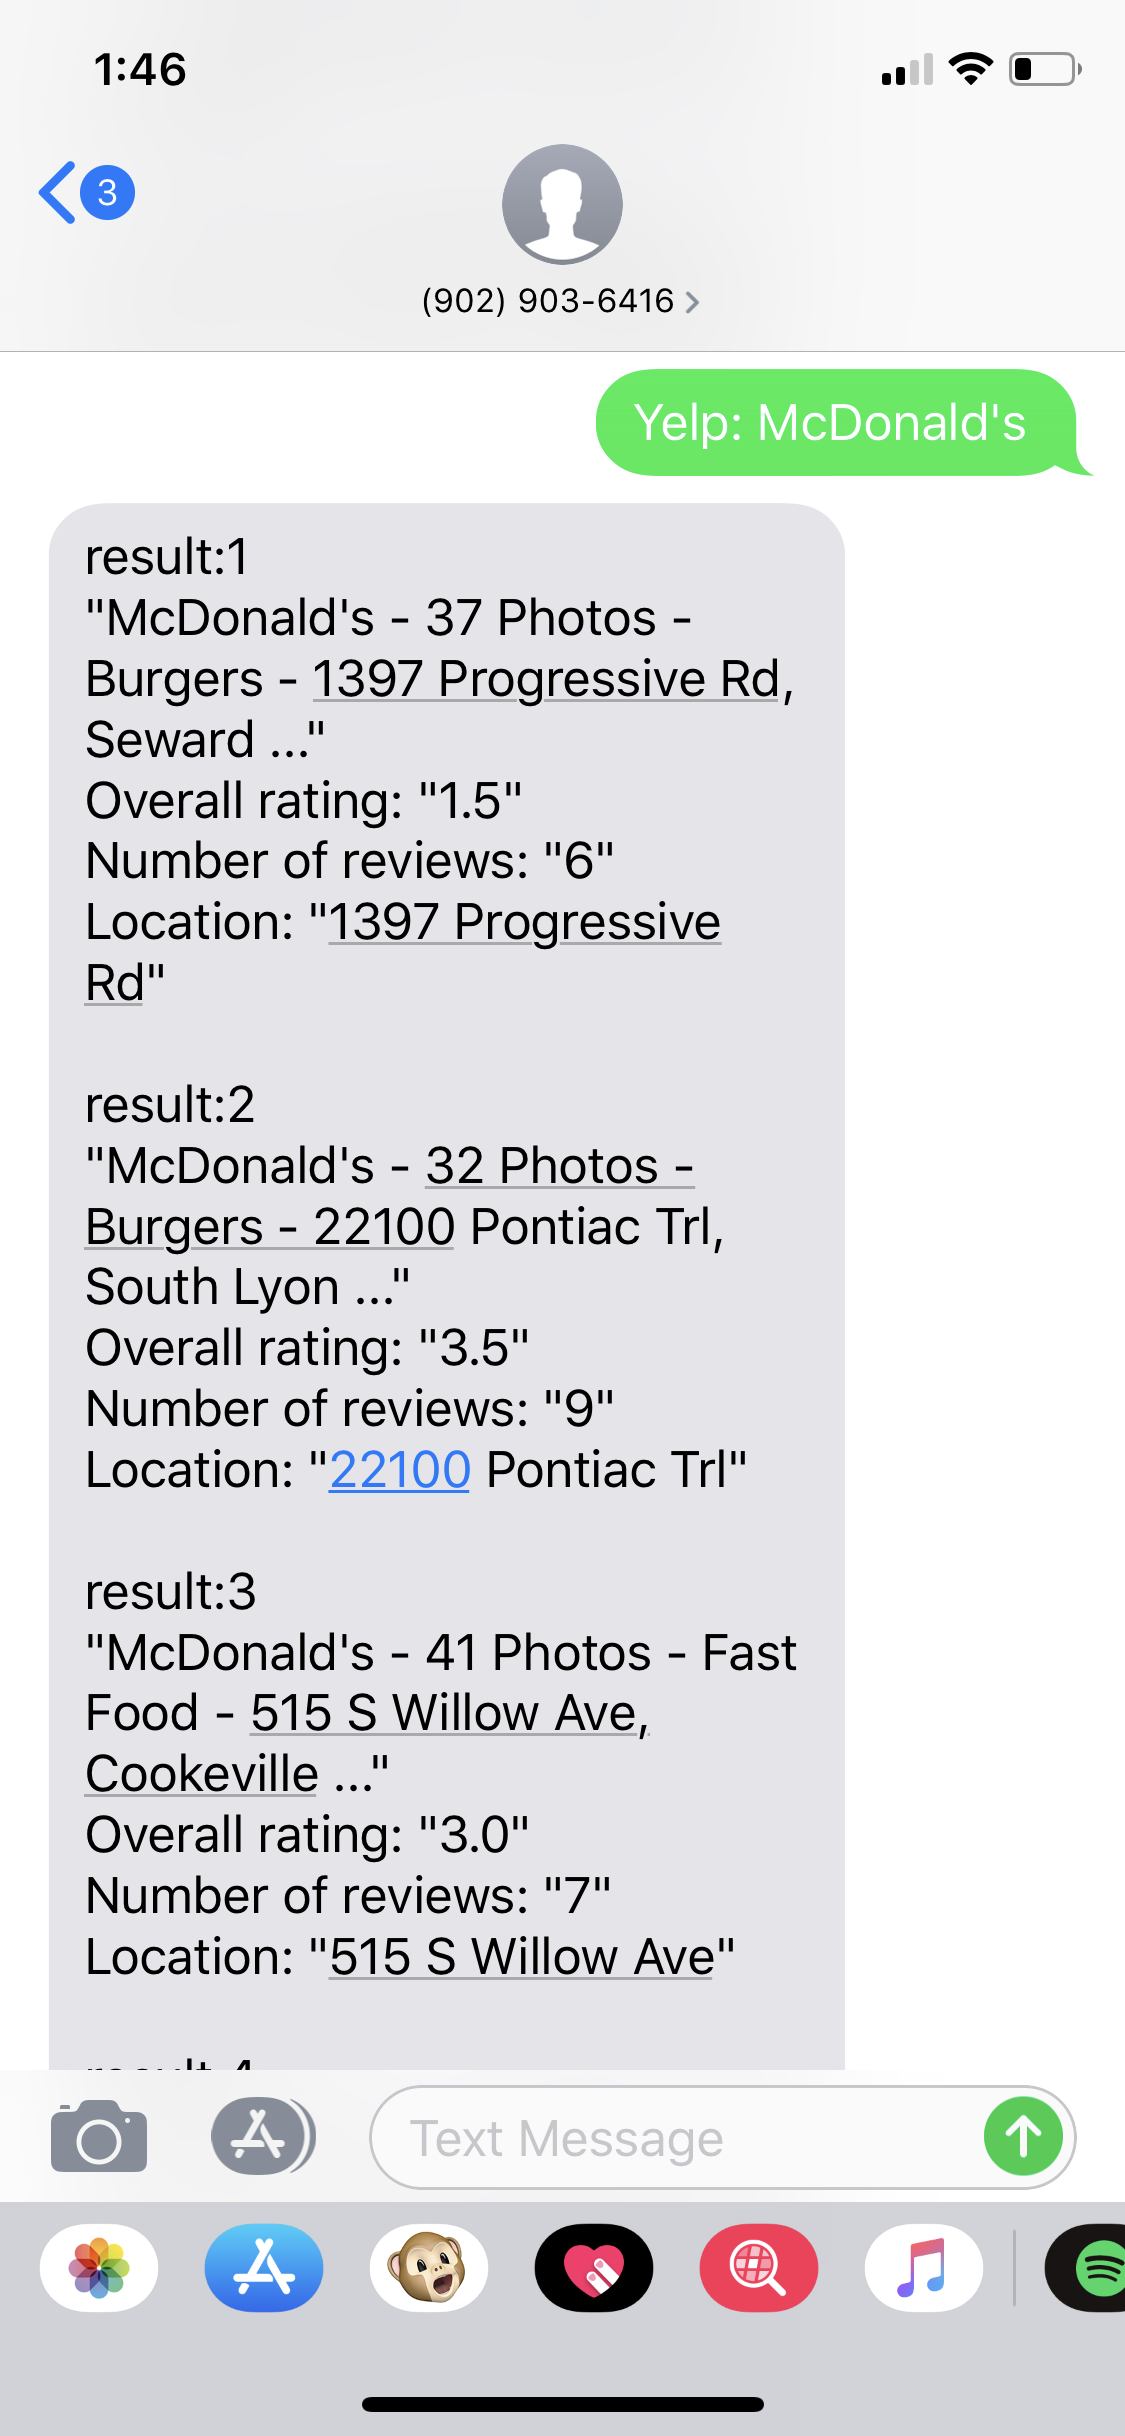 1:46
3
(902) 903-6416
Yelp: McDonald's
result:1
"McDonald's - 37 Photos -
Burgers - 1397 Progressive Rd,
Seward ..."
Overall rating: "1.5"
Number of reviews: "6"
Location: "1397 Progressive
Rd"
result:2
"McDonald's - 32 Photos -
Burgers - 22100 Pontiac Trl,
South Lyon ..."
Overall rating: "3.5"
Number of reviews: "9"
Location: "22100 Pontiac Trl"
result:3
"McDonald's - 41 Photos - Fast
Food - 515 S Willow Ave,
Cookeville ..."
Overall rating: "3.0"
Number of reviews: "7"
Location: "515 S Willow Ave"
result:4
Text Message